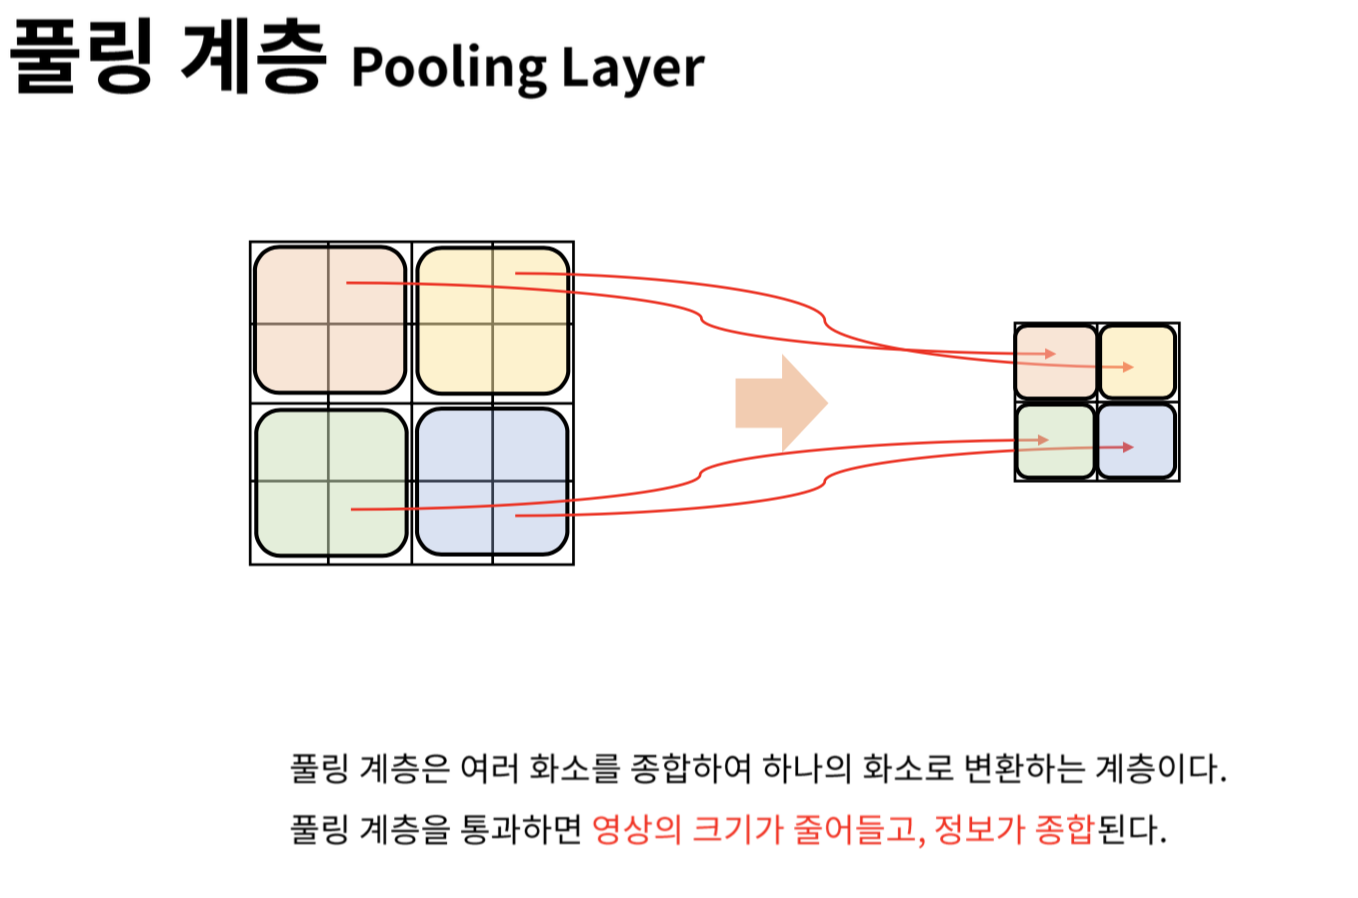 풀링 계층 Pooling Layer
풀링 계층은 여러 화소를 종합하여 하나의 화소로 변환하는 계층이다.
풀링 계층을 통과하면 영상의 크기가 줄어들고, 정보가 종합된다.